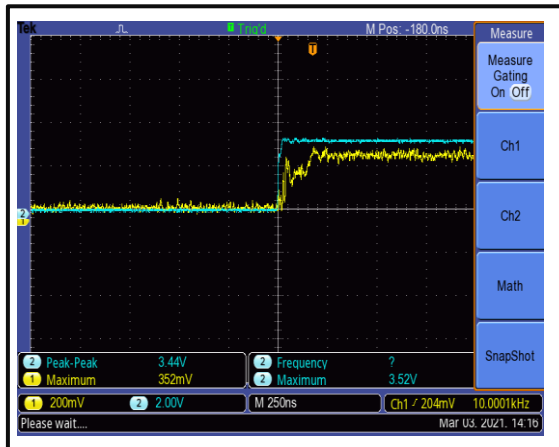 Tek Trig'd M Pos: -180.0ns
Measure
Measure
Gating
On Off
Ch1
Ch2
Math
SnapShot
2
1
2 Peak-Peak 3.44V 2 Frequency ?
1 Maximum 352mV 2 Maximum 3.52V
1 200mV 2 2.00V M 250ns Ch1 204mV 10.0001kHz
Please wait.... Mar 03. 2021. 14:16